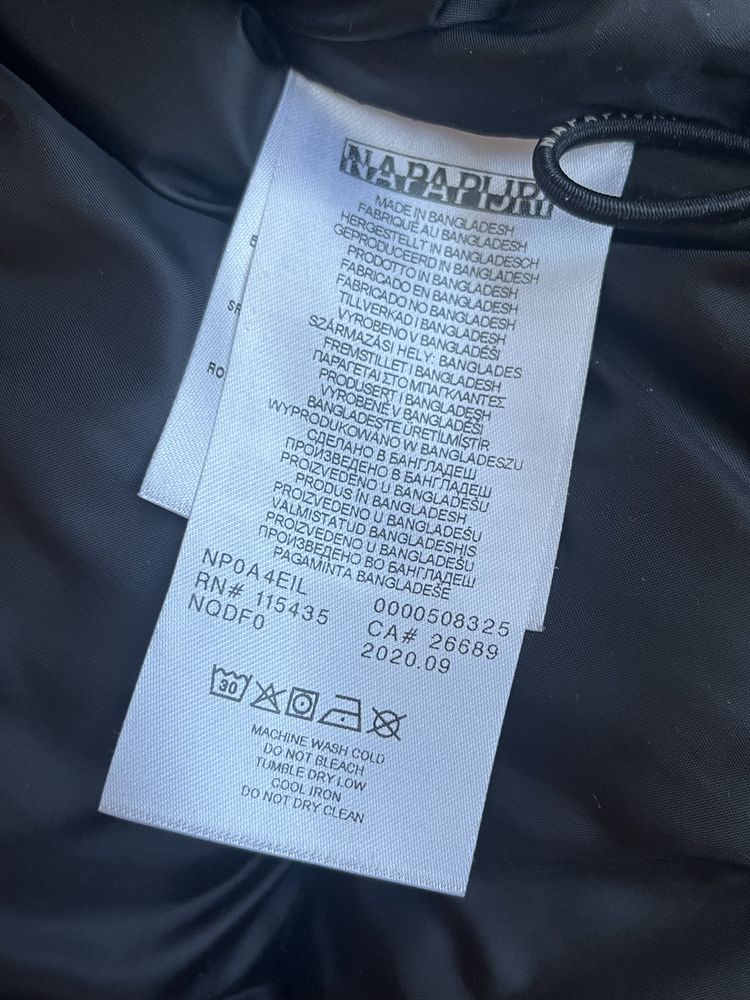 NAPAPIJRI
MADE IN BANGLADESH
FABRIQUÉ AU BANGLADESH
HERGESTELLT IN BANGLADESCH
GEPRODUCEERD IN BANGLADESH
PRODOTTO IN BANGLADESH
FABRICADO EN BANGLADESH
FABRICADO NO BANGLADESH
TILLVERKAD I BANGLADESH
VYROBENO V BANGLADÉŠI
SZÁRMAZÁSI HELY: BANGLADES
FREMSTILLET I BANGLADESH
ΠΑΡΑΓΕΤΑΙ ΣΤΟ ΜΠΑΓΚΛΑΝΤΕΣ
PRODUSERT I BANGLADESH
VYROBENÉ V BANGLADÉŠI
BANGLADEŞTE ÜRETİLMİŞTİR
WYPRODUKOWANO W BANGLADESZU
СДЕЛАНО В БАНГЛАДЕШ
ПРОИЗВЕДЕНО В БАНГЛАДЕШ
PROIZVEDENO U BANGLADEŠU
PRODUS ÎN BANGLADESH
PROIZVEDENO U BANGLADEŠU
VALMISTATUD BANGLADESHIS
PROIZVEDENO U BANGLADEŠU
ПРОИЗВЕДЕНО ВО БАНГЛАДЕШ
PAGAMINTA BANGLADEŠE
NP0A4EIL 0000508325
RN# 115435 CA# 26689
NQDF0 2020.09
30
MACHINE WASH COLD
DO NOT BLEACH
TUMBLE DRY LOW
COOL IRON
DO NOT DRY CLEAN